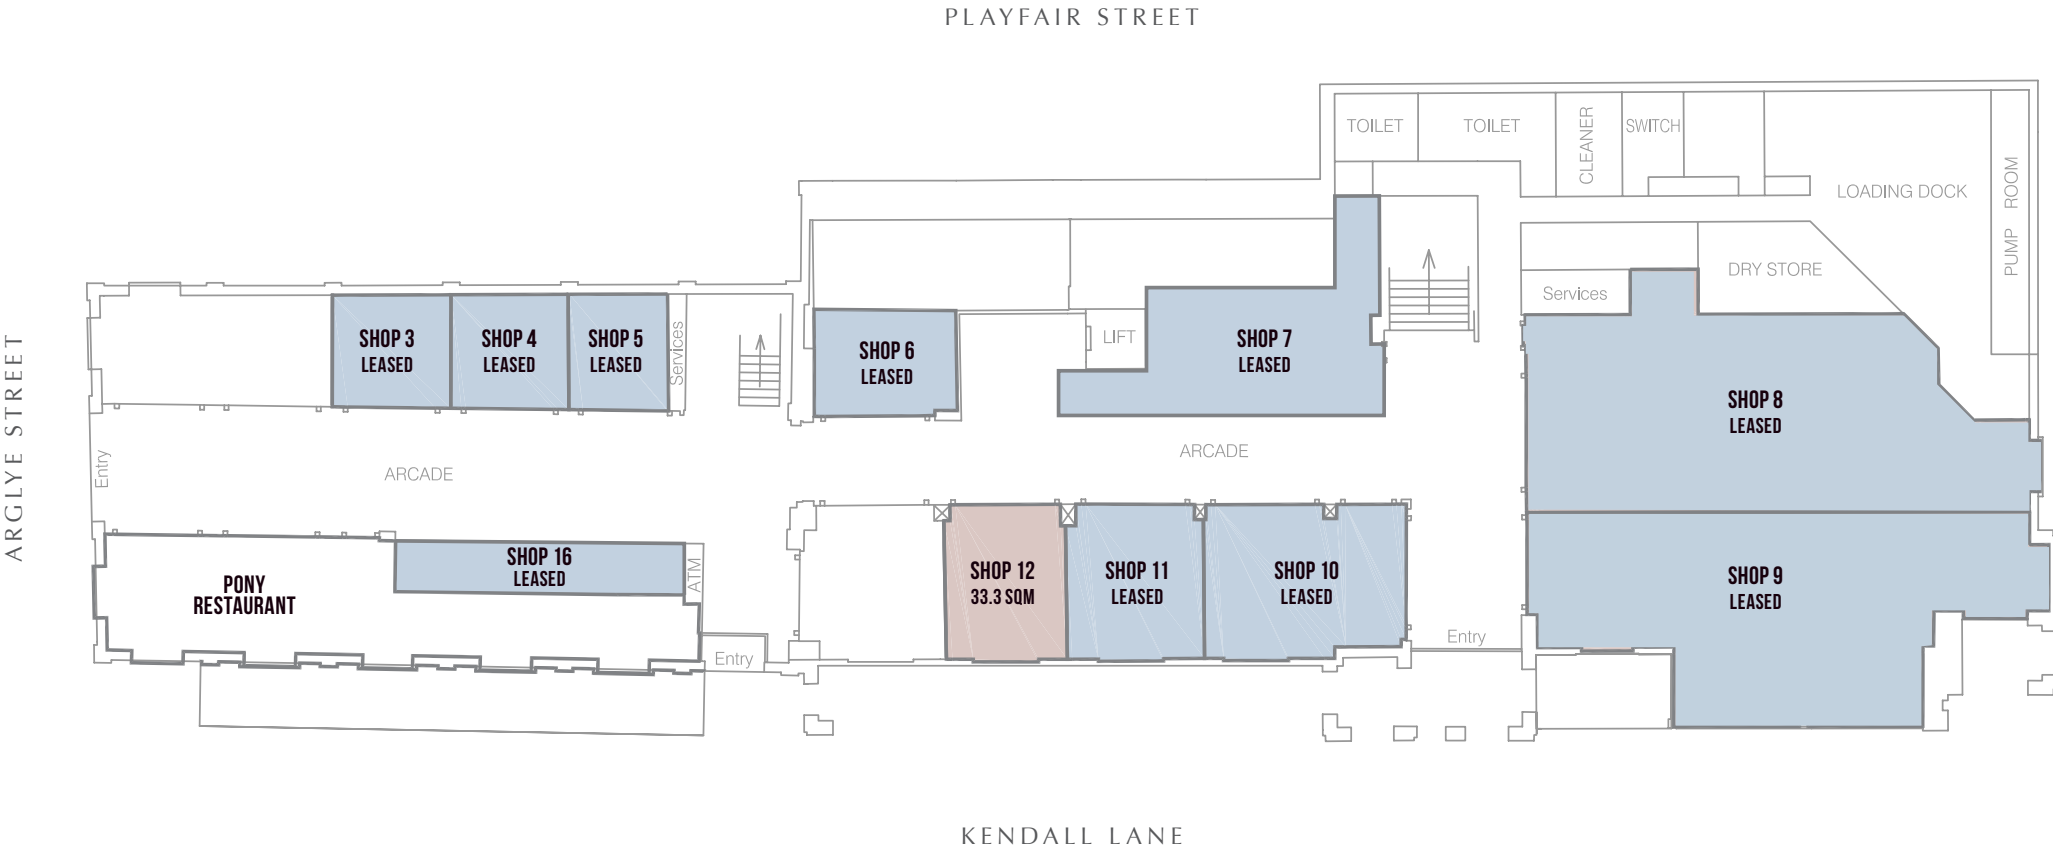 PLAYFAIR STREET
TOILET
TOILET
CLEANER
SWITCH
LOADING DOCK
PUMP ROOM
DRY STORE
Services
SHOP 3
LEASED
SHOP 4
LEASED
SHOP 5
LEASED
Services
SHOP 6
LEASED
LIFT
SHOP 7
LEASED
SHOP 8
LEASED
ARGLYE STREET
Entry
ARCADE
ARCADE
PONY
RESTAURANT
SHOP 16
LEASED
ATM
Entry
SHOP 12
33.3 SQM
SHOP 11
LEASED
SHOP 10
LEASED
Entry
SHOP 9
LEASED
KENDALL LANE